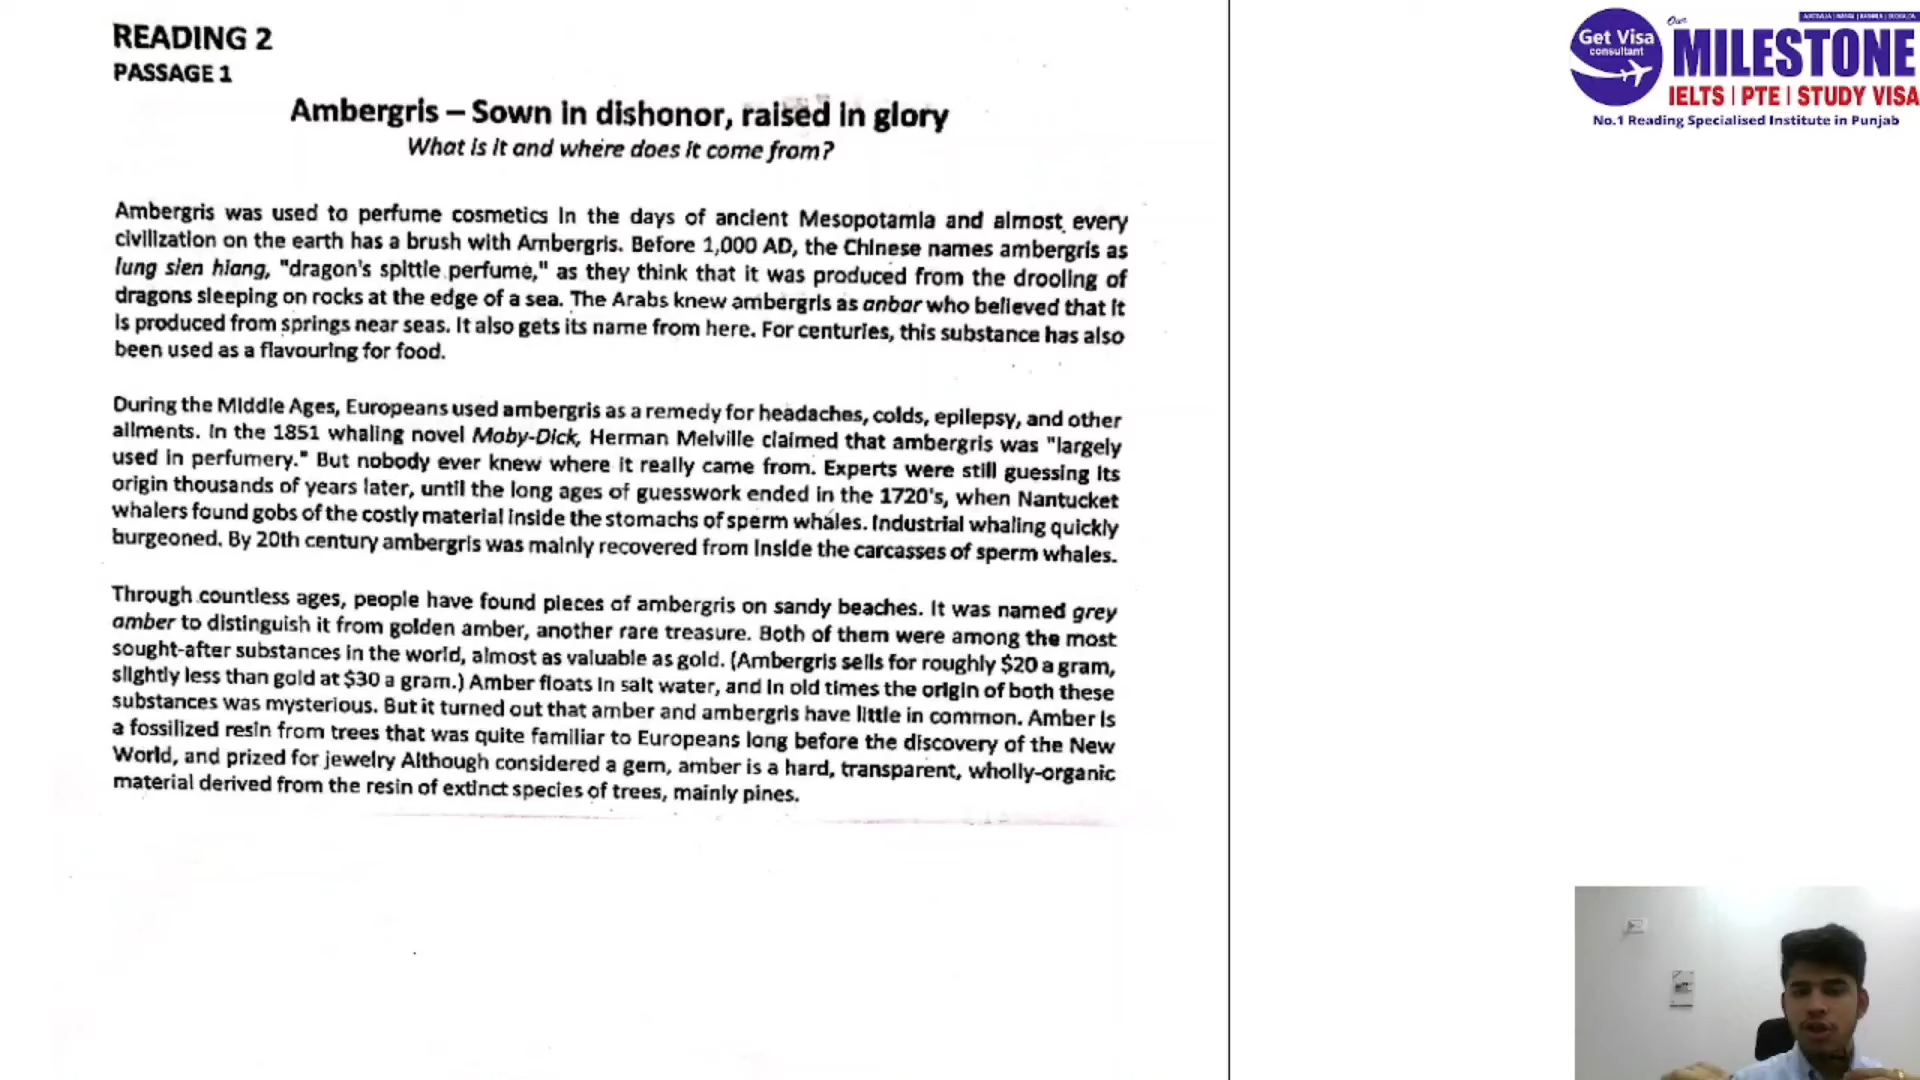 READING 2
PASSAGE 1
Ambergris – Sown in dishonor, raised in glory
What is it and where does it come from?
Ambergris was used to perfume cosmetics in the days of ancient Mesopotamia and almost every
civilization on the earth has a brush with Ambergris. Before 1,000 AD, the Chinese names ambergris as
lung sien hiang, "dragon's spittle perfume," as they think that it was produced from the drooling of
dragons sleeping on rocks at the edge of a sea. The Arabs knew ambergris as anbar who believed that it
is produced from springs near seas. It also gets its name from here. For centuries, this substance has also
been used as a flavouring for food.
During the Middle Ages, Europeans used ambergris as a remedy for headaches, colds, epilepsy, and other
ailments. In the 1851 whaling novel Moby-Dick, Herman Melville claimed that ambergris was "largely
used in perfumery." But nobody ever knew where it really came from. Experts were still guessing its
origin thousands of years later, until the long ages of guesswork ended in the 1720's, when Nantucket
whalers found gobs of the costly material inside the stomachs of sperm whales. Industrial whaling quickly
burgeoned. By 20th century ambergris was mainly recovered from inside the carcasses of sperm whales.
Through countless ages, people have found pieces of ambergris on sandy beaches. It was named grey
amber to distinguish it from golden amber, another rare treasure. Both of them were among the most
sought-after substances in the world, almost as valuable as gold. (Ambergris sells for roughly $20 a gram,
slightly less than gold at $30 a gram.) Amber floats in salt water, and in old times the origin of both these
substances was mysterious. But it turned out that amber and ambergris have little in common. Amber is
a fossilized resin from trees that was quite familiar to Europeans long before the discovery of the New
World, and prized for jewelry Although considered a gem, amber is a hard, transparent, wholly-organic
material derived from the resin of extinct species of trees, mainly pines.
Get Visa
consultant
Our
MILESTONE
IELTS | PTE | STUDY VISA
No.1 Reading Specialised Institute in Punjab